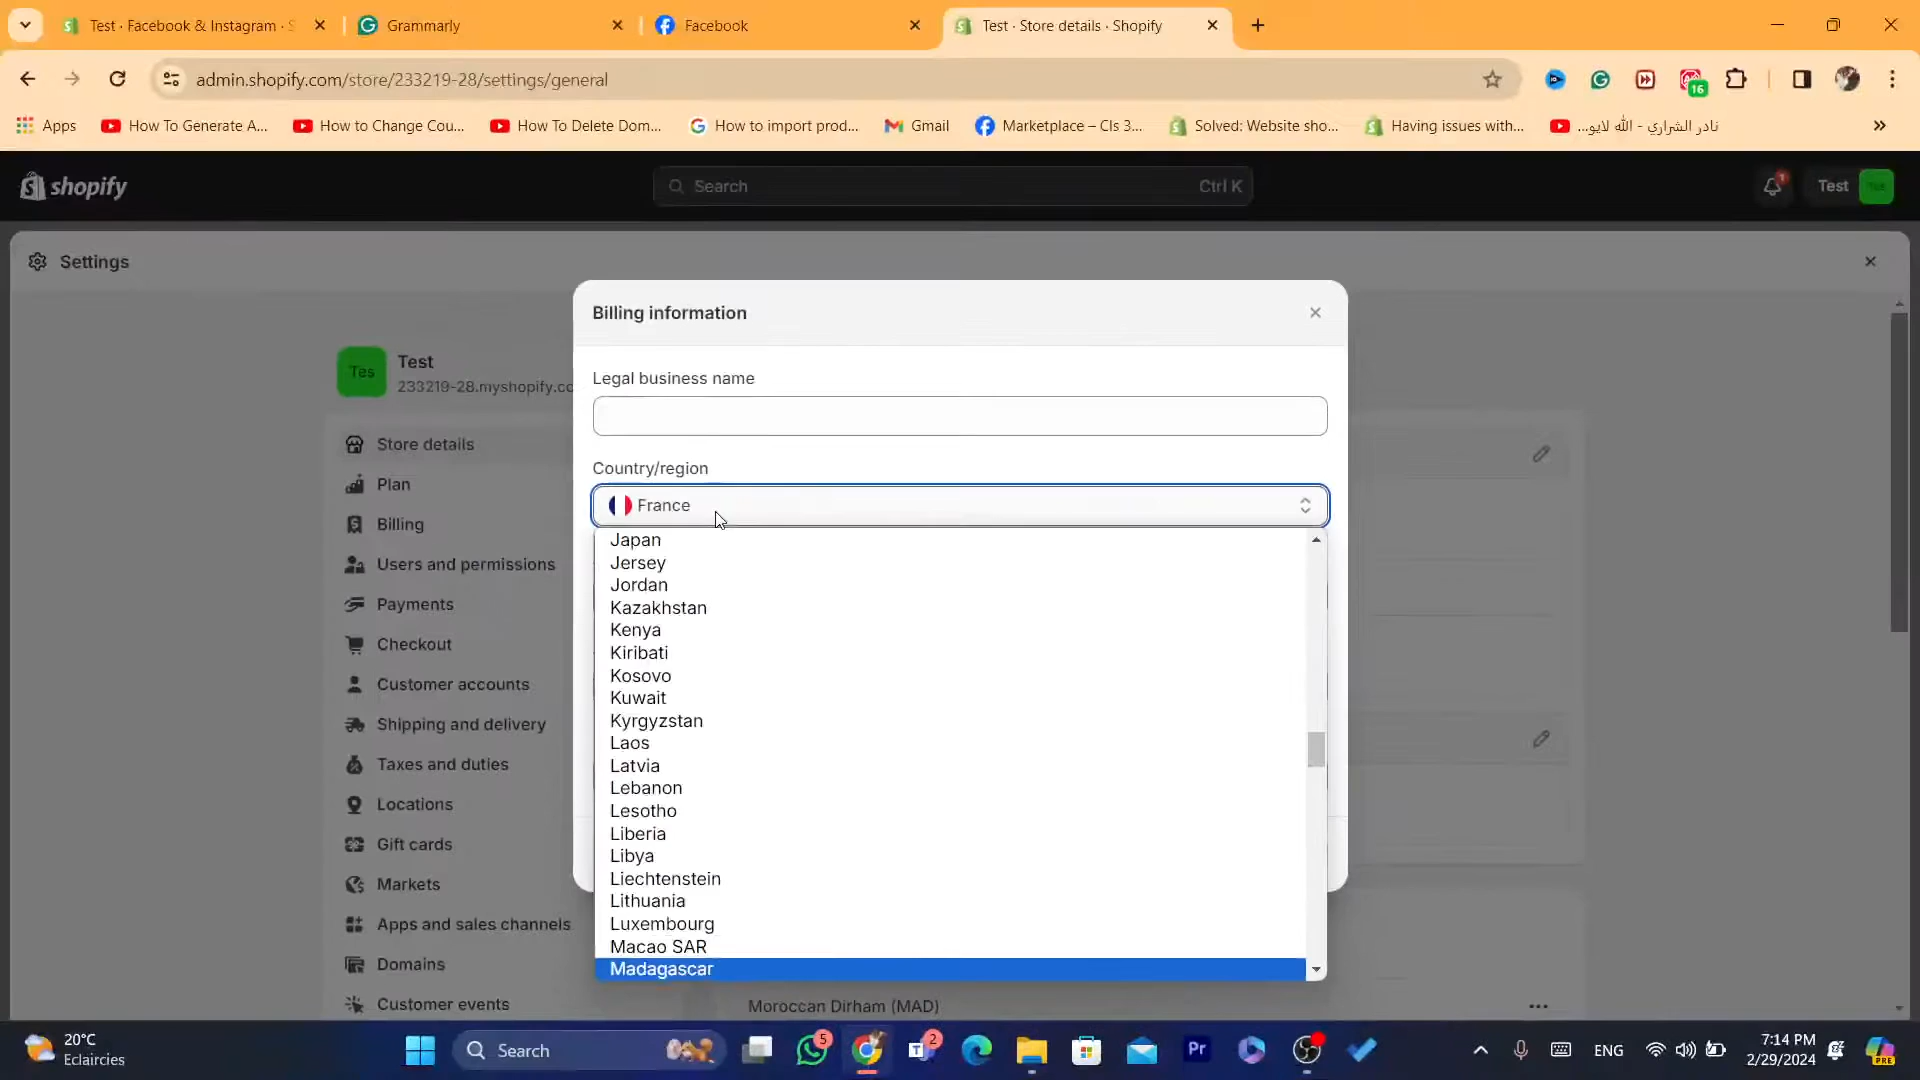 Test · Facebook & Instagram · S
Grammarly
Facebook
Test · Store details · Shopify
admin.shopify.com/store/233219-28/settings/general
16
Apps
How To Generate A...
How to Change Cou...
How To Delete Dom...
How to import prod...
Gmail
Marketplace – Cls 3...
Solved: Website sho...
Having issues with...
نادر الشراري - الله لايو...
shopify
Search
Ctrl K
1
Test
Settings
Billing information
Tes
Test
233219-28.myshopify.co
Legal business name
Store details
Plan
Billing
Users and permissions
Payments
Checkout
Customer accounts
Shipping and delivery
Taxes and duties
Locations
Gift cards
Markets
Apps and sales channels
Domains
Customer events
Country/region
France
Japan
Jersey
Jordan
Kazakhstan
Kenya
Kiribati
Kosovo
Kuwait
Kyrgyzstan
Laos
Latvia
Lebanon
Lesotho
Liberia
Libya
Liechtenstein
Lithuania
Luxembourg
Macao SAR
Madagascar
Moroccan Dirham (MAD)
20°C
Eclaircies
Search
5
2
Pr
ENG
7:14 PM
2/29/2024
PRE